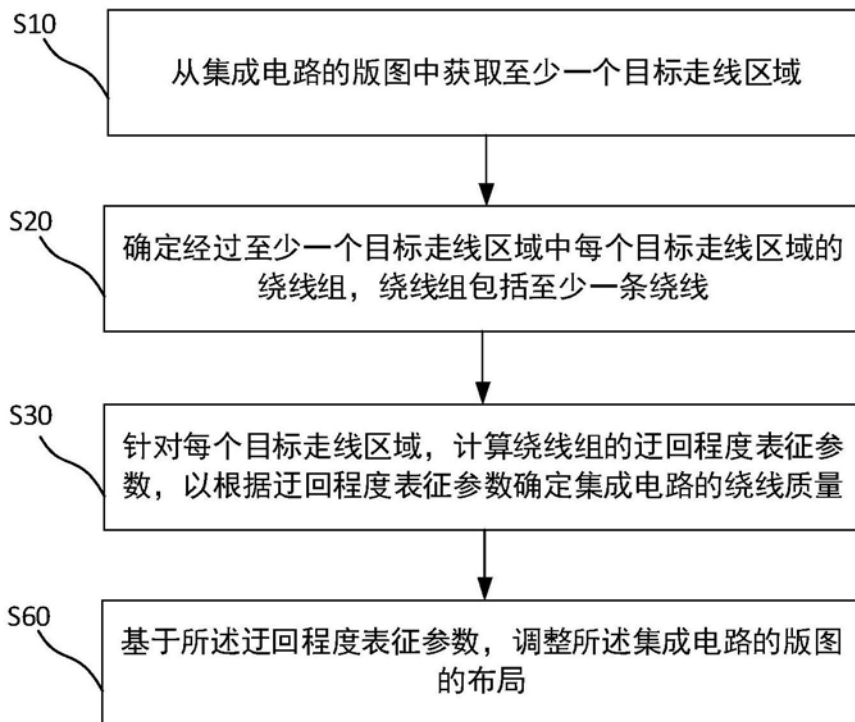 S10
从集成电路的版图中获取至少一个目标走线区域
S20
确定经过至少一个目标走线区域中每个目标走线区域的
绕线组，绕线组包括至少一条绕线
S30
针对每个目标走线区域，计算绕线组的迂回程度表征参
数，以根据迂回程度表征参数确定集成电路的绕线质量
S60
基于所述迂回程度表征参数，调整所述集成电路的版图
的布局